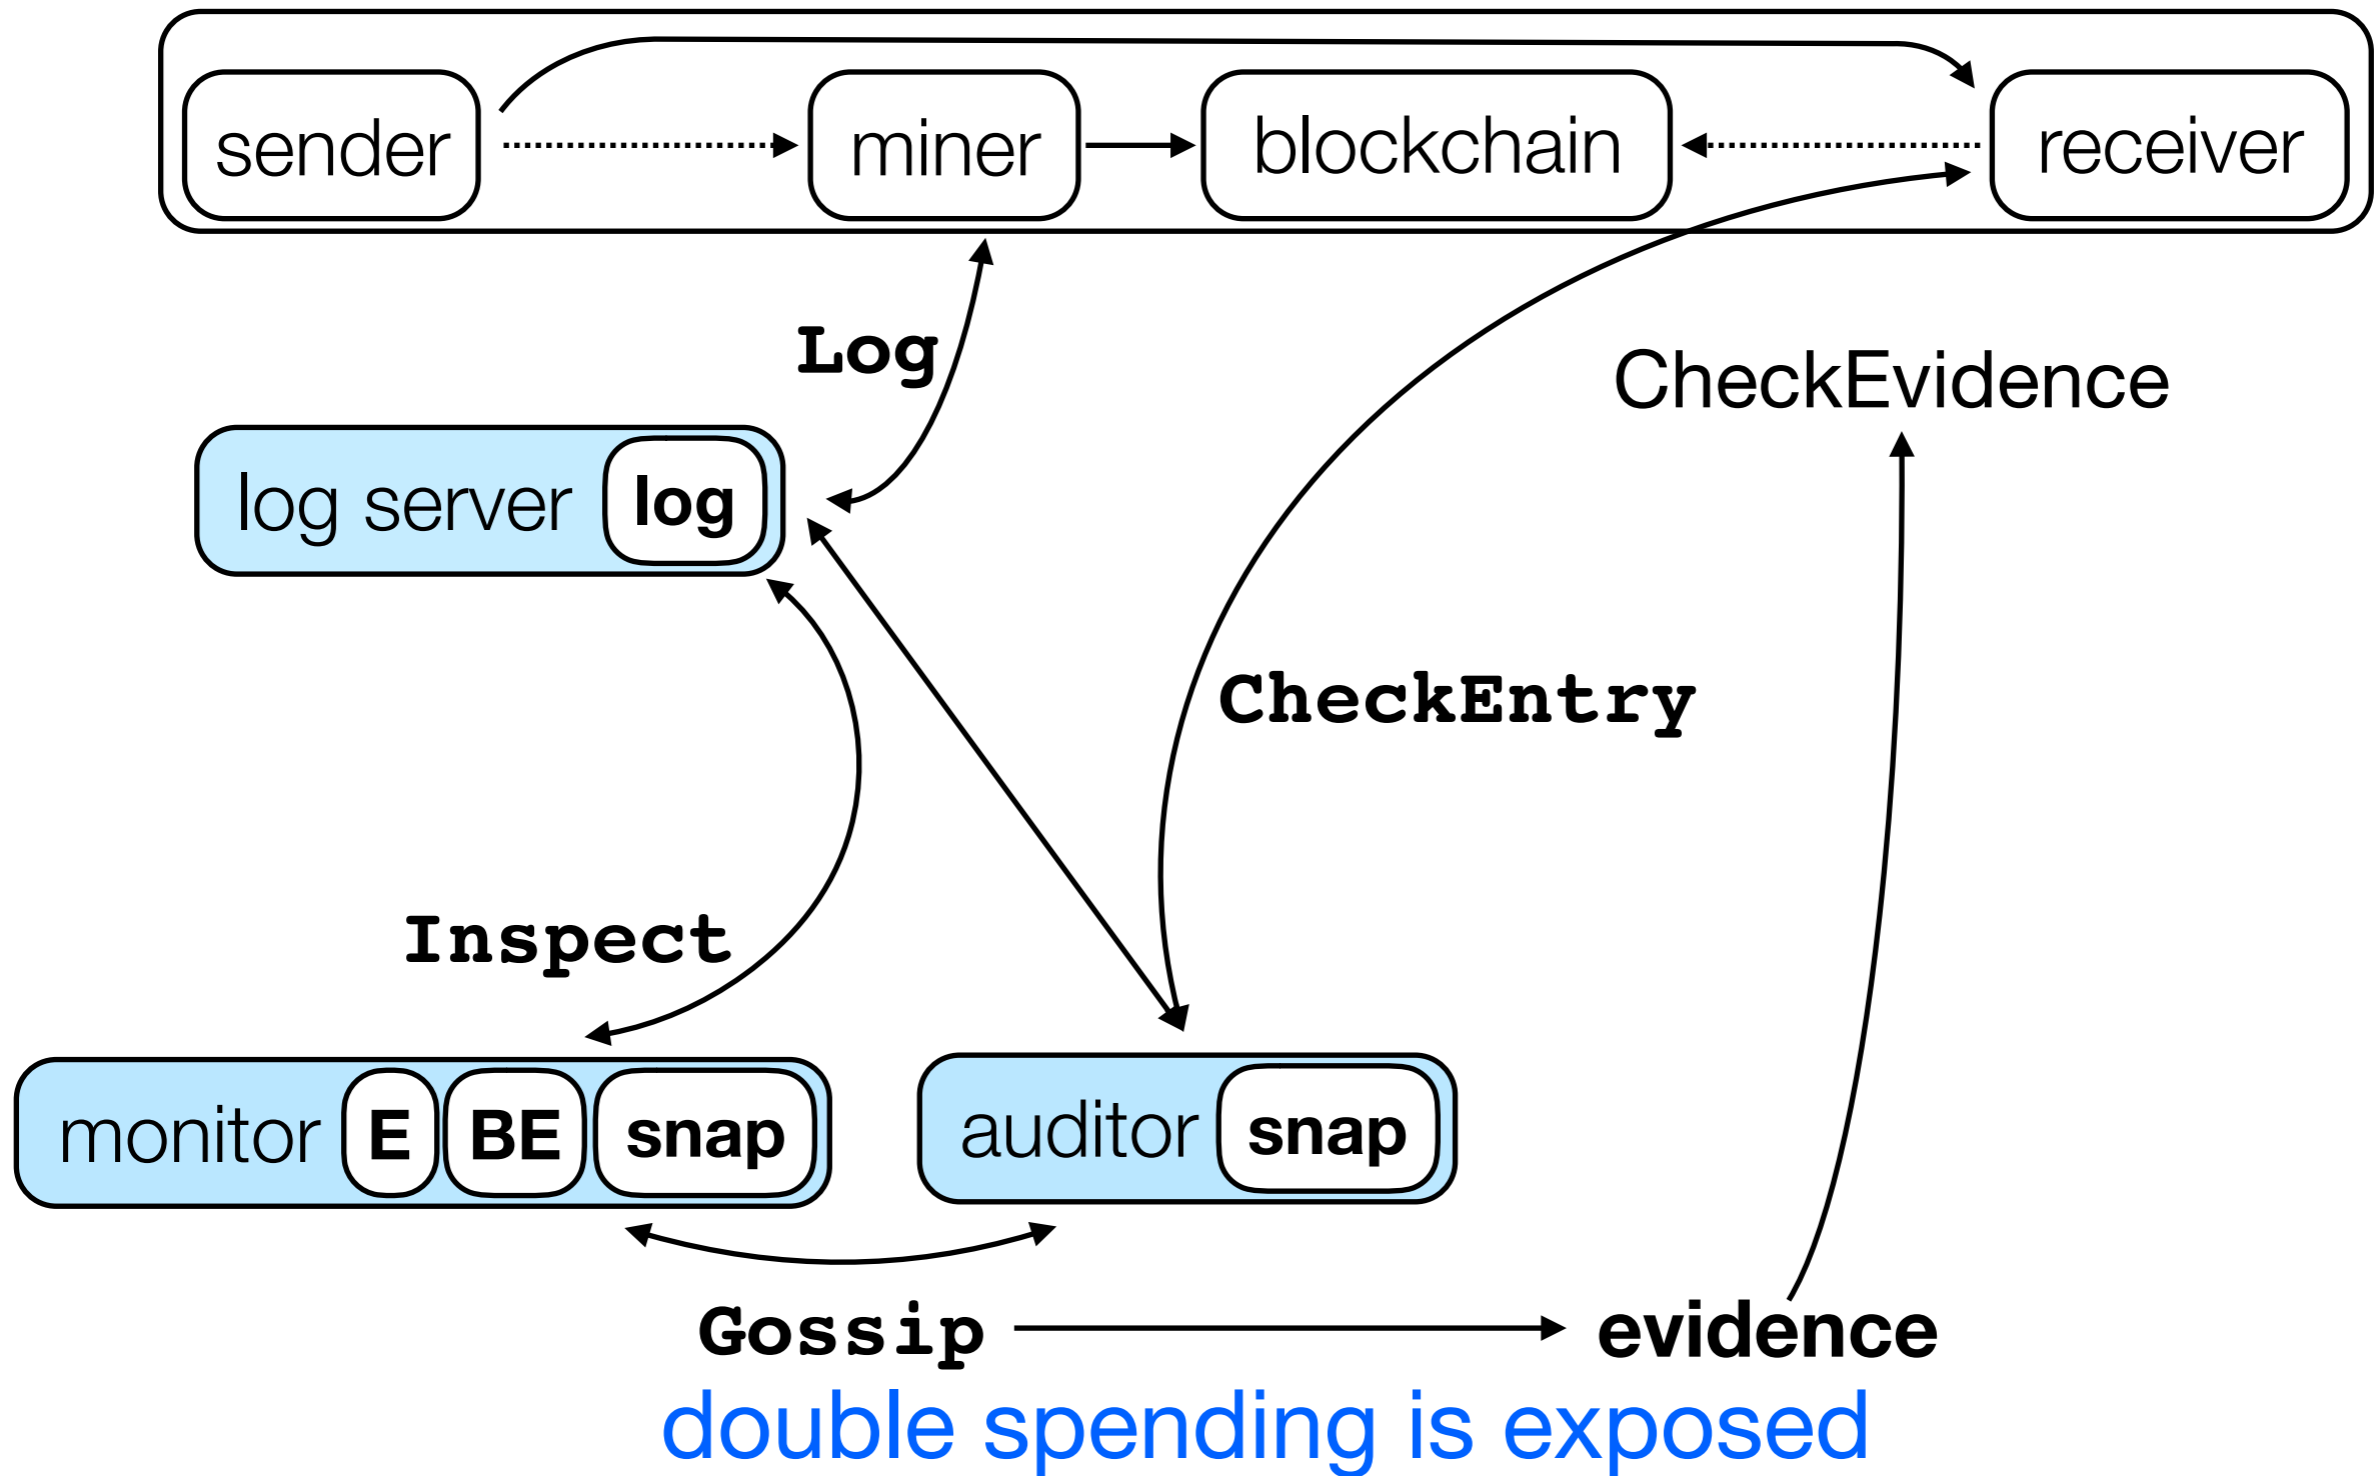 sender
miner
blockchain
receiver
Log
CheckEvidence
log server
log
CheckEntry
Inspect
monitor
E
BE
snap
auditor
snap
Gossip
evidence
double spending is exposed